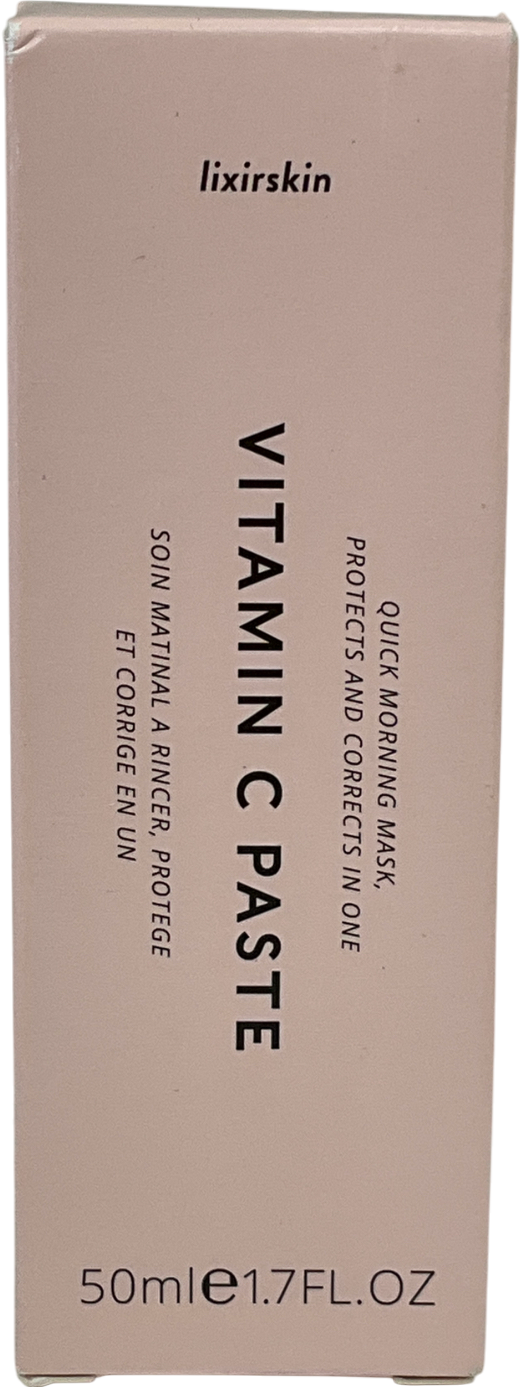 lixirskin
QUICK MORNING MASK,
PROTECTS AND CORRECTS IN ONE
VITAMIN C PASTE
SOIN MATINAL A RINCER, PROTEGE
ET CORRIGE EN UN
50ml℮1.7FL.OZ